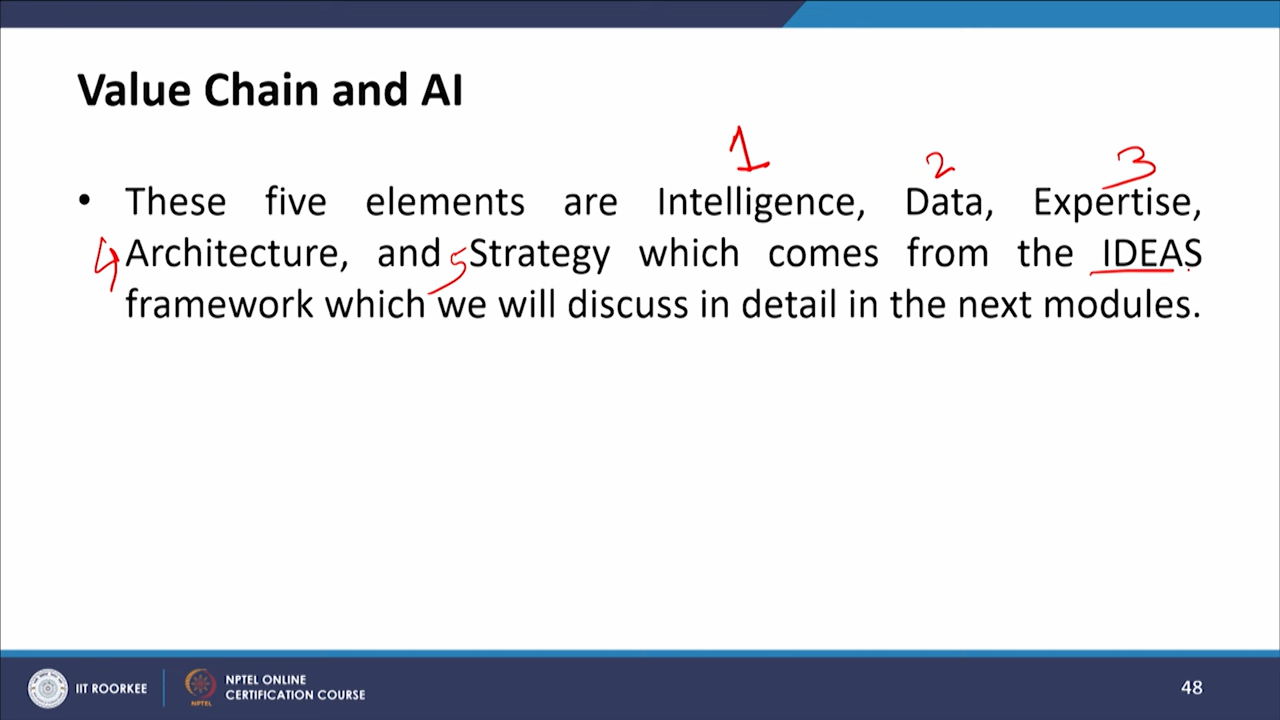 Value Chain and AI
1 2 3
• These five elements are Intelligence, Data, Expertise,
4 Architecture, and 5 Strategy which comes from the IDEAS
framework which we will discuss in detail in the next modules.
IIT ROORKEE
NPTEL
NPTEL ONLINE
CERTIFICATION COURSE
48